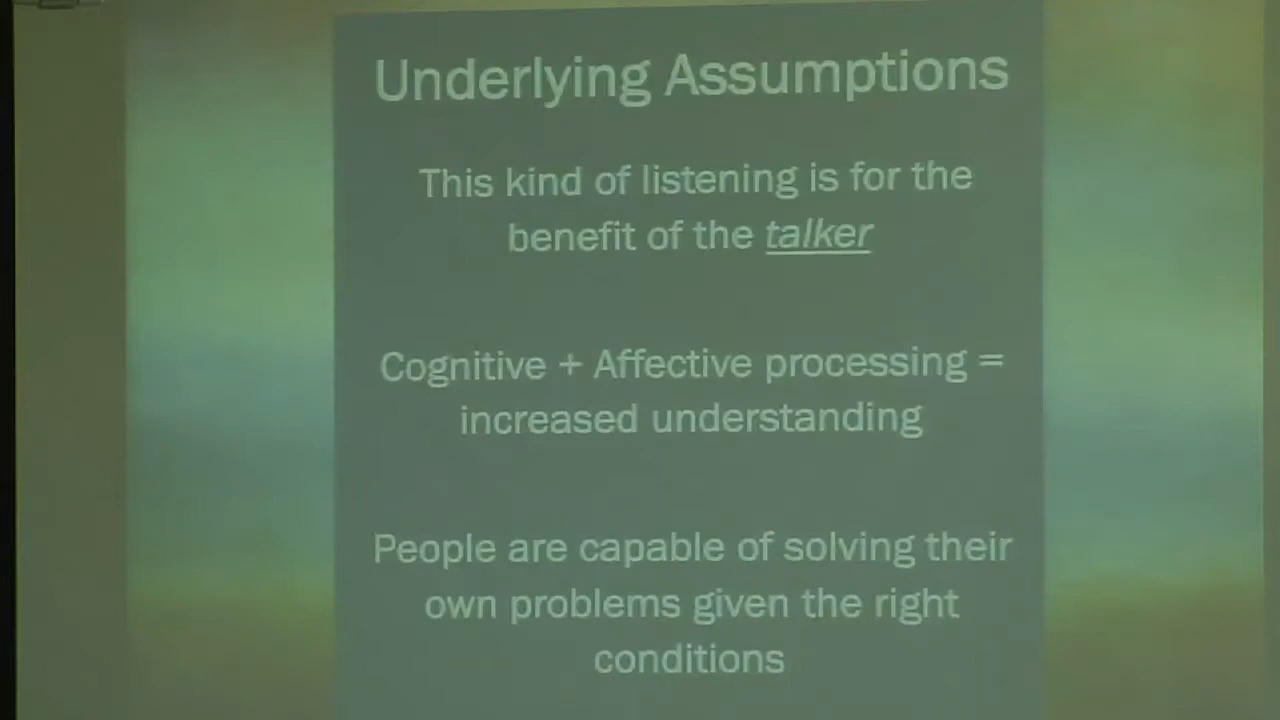 Underlying Assumptions
This kind of listening is for the
benefit of the talker
Cognitive + Affective processing =
increased understanding
People are capable of solving their
own problems given the right
conditions